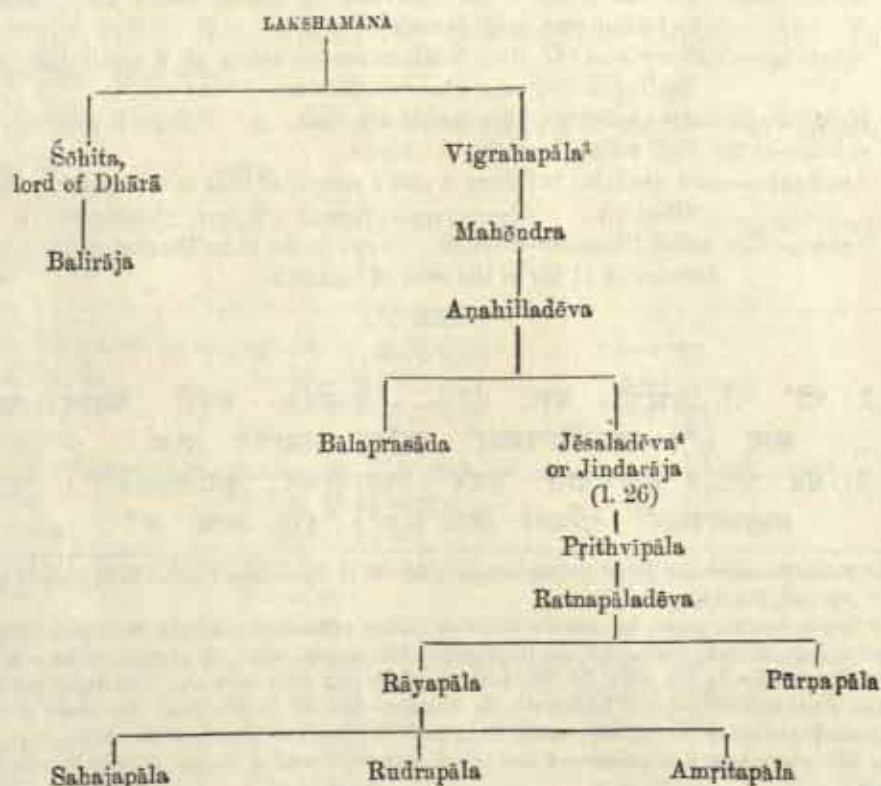 LAKSHAMANA
Śōhita,
lord of Dhārā
Vigrahapāla³
Balirāja
Mahēndra
Aṇahilladēva
Bālaprasāda
Jēsaladēva⁴
or Jindarāja
(l. 26)
Pṛithvīpāla
Ratnapāladēva
Rāyapāla
Pūrṇapāla
Sahajapāla
Rudrapāla
Amṛitapāla